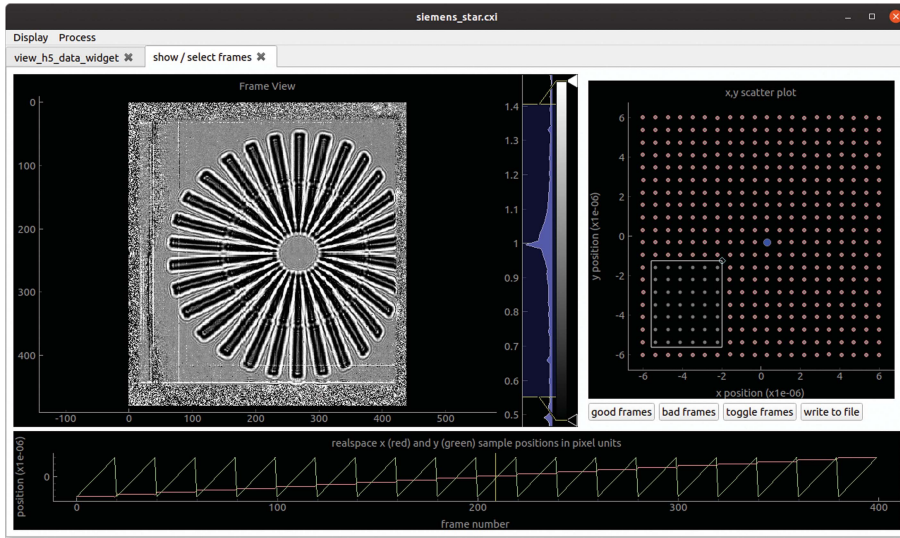 siemens_star.cxi
Display Process
view_h5_data_widget show / select frames
Frame View
0
100
200
300
400
-100 0 100 200 300 400 500
1.4
1.3
1.2
1.1
1
0.9
0.8
0.7
0.6
0.5
x,y scatter plot
y position (x1e-06)
6
4
2
0
-2
-4
-6
-6 -4 -2 0 2 4 6
x position (x1e-06)
good frames bad frames toggle frames write to file
realspace x (red) and y (green) sample positions in pixel units
position (x1e-06)
0
0 100 200 300 400
frame number